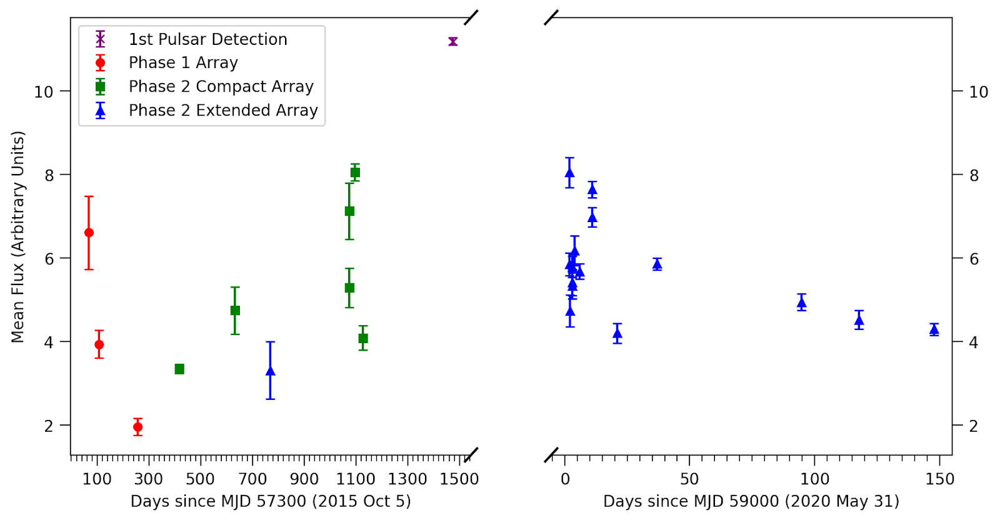 1st Pulsar Detection
Phase 1 Array
Phase 2 Compact Array
Phase 2 Extended Array
Mean Flux (Arbitrary Units)
10
8
6
4
2
10
8
6
4
2
100 300 500 700 900 1100 1300 1500
0 50 100 150
Days since MJD 57300 (2015 Oct 5)
Days since MJD 59000 (2020 May 31)